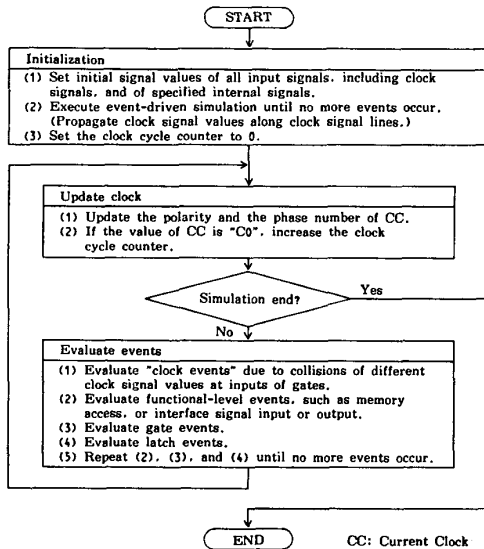 START
Initialization
(1) Set initial signal values of all input signals, including clock
signals, and of specified internal signals.
(2) Execute event-driven simulation until no more events occur.
(Propagate clock signal values along clock signal lines.)
(3) Set the clock cycle counter to 0.
Update clock
(1) Update the polarity and the phase number of CC.
(2) If the value of CC is "C0", increase the clock
cycle counter.
Simulation end?
Yes
No
Evaluate events
(1) Evaluate "clock events" due to collisions of different
clock signal values at inputs of gates.
(2) Evaluate functional-level events, such as memory
access, or interface signal input or output.
(3) Evaluate gate events.
(4) Evaluate latch events.
(5) Repeat (2), (3), and (4) until no more events occur.
END
CC: Current Clock